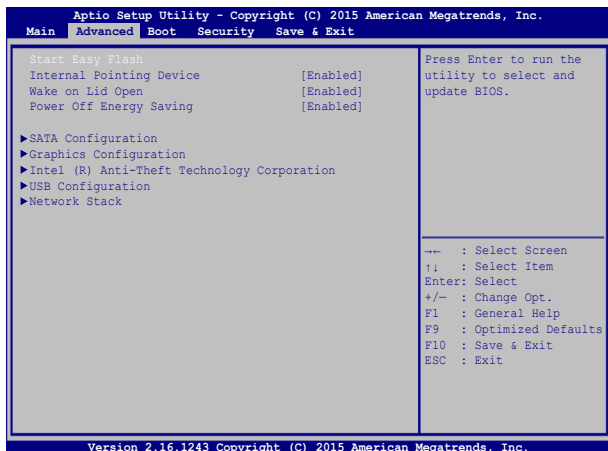 Aptio Setup Utility - Copyright (C) 2015 American Megatrends, Inc.
Main Advanced Boot Security Save & Exit
Start Easy Flash
Internal Pointing Device [Enabled]
Wake on Lid Open [Enabled]
Power Off Energy Saving [Enabled]
▶SATA Configuration
▶Graphics Configuration
▶Intel (R) Anti-Theft Technology Corporation
▶USB Configuration
▶Network Stack
Press Enter to run the
utility to select and
update BIOS.
→← : Select Screen
↑↓ : Select Item
Enter: Select
+/— : Change Opt.
F1 : General Help
F9 : Optimized Defaults
F10 : Save & Exit
ESC : Exit
Version 2.16.1243 Copyright (C) 2015 American Megatrends, Inc.